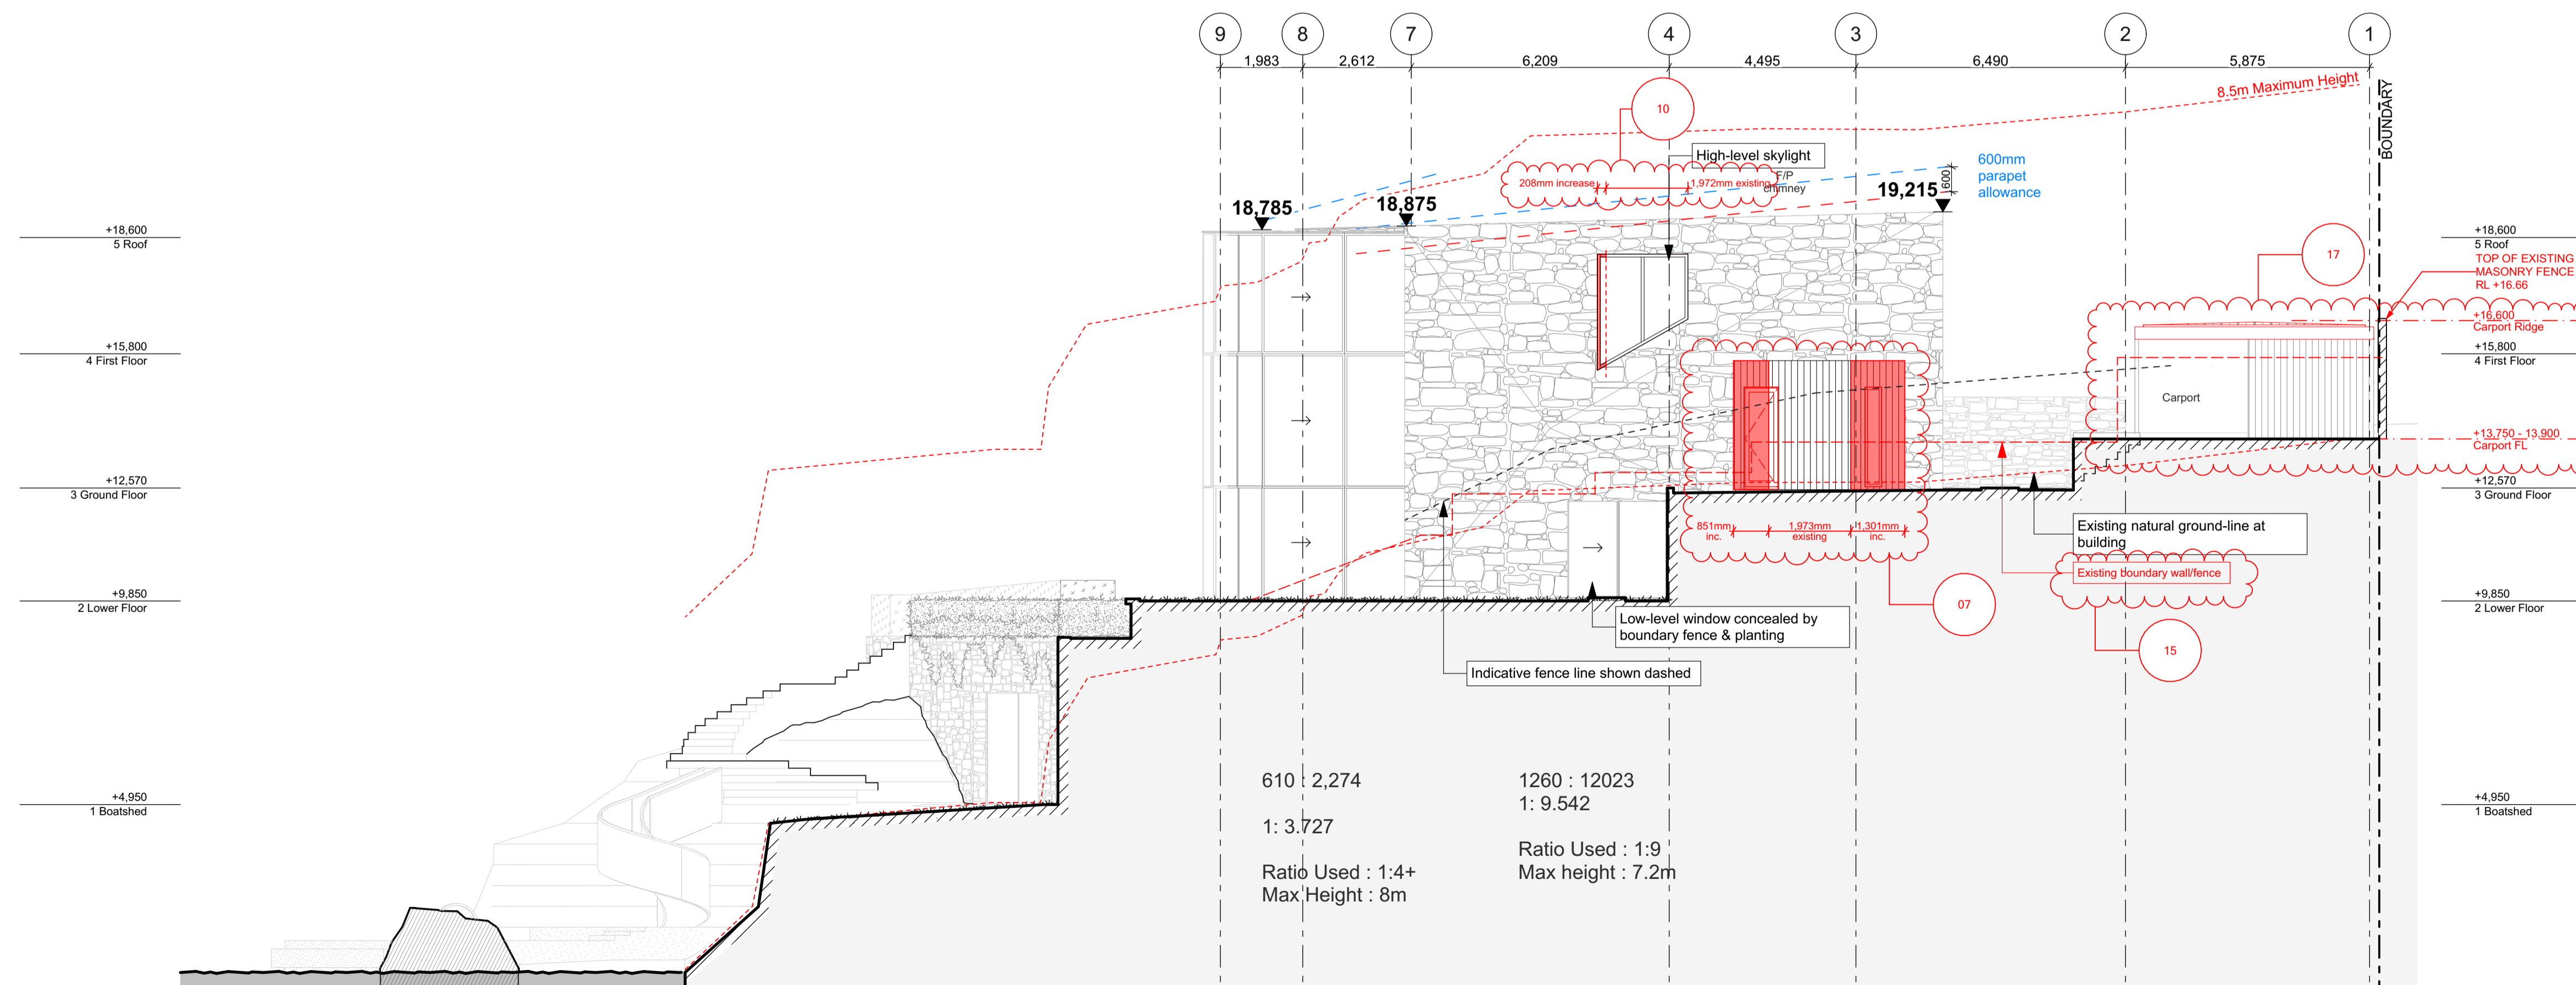 9
8
7
4
3
2
1
1,983
2,612
6,209
4,495
6,490
5,875
8.5m Maximum Height
BOUNDARY
10
High-level skylight
208mm increase
1,972mm existing
F/P
chimney
600
600mm
parapet
allowance
18,785
18,875
19,215
+18,600
5 Roof
+15,800
4 First Floor
+12,570
3 Ground Floor
+9,850
2 Lower Floor
+4,950
1 Boatshed
17
+18,600
5 Roof
TOP OF EXISTING
MASONRY FENCE
RL +16.66
+16,600
Carport Ridge
+15,800
4 First Floor
Carport
+13,750 - 13,900
Carport FL
+12,570
3 Ground Floor
+9,850
2 Lower Floor
+4,950
1 Boatshed
851mm
inc.
1,973mm
existing
1,301mm
inc.
07
Existing natural ground-line at
building
Existing boundary wall/fence
15
Low-level window concealed by
boundary fence & planting
Indicative fence line shown dashed
610 : 2,274
1: 3.727
Ratio Used : 1:4+
Max Height : 8m
1260 : 12023
1: 9.542
Ratio Used : 1:9
Max height : 7.2m